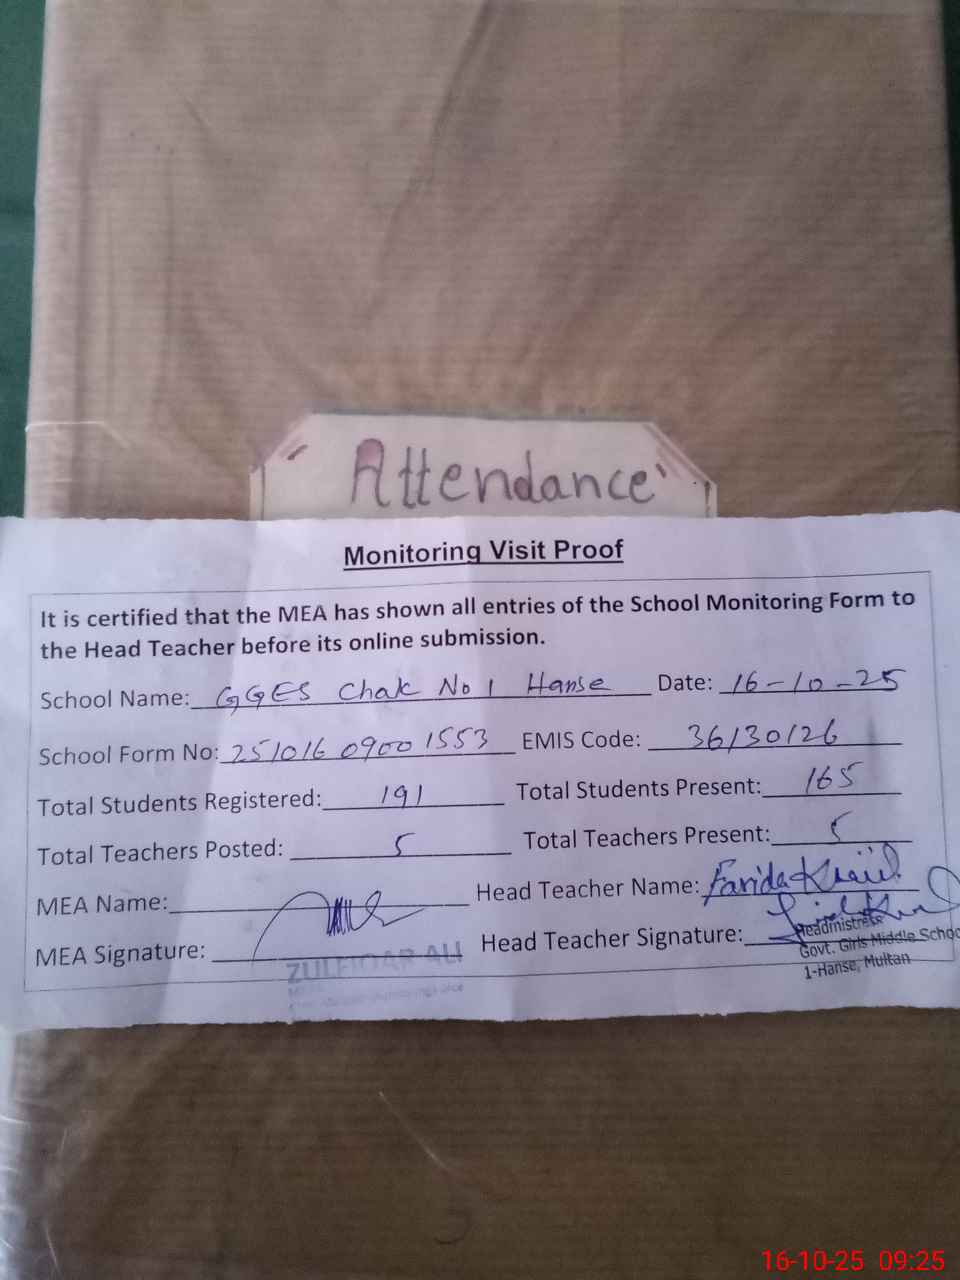 Attendance
Monitoring Visit Proof
It is certified that the MEA has shown all entries of the School Monitoring Form to
the Head Teacher before its online submission.
School Name: GGES Chak No 1 Hanse Date: 16-10-25
School Form No: 251016 0900 1553 EMIS Code: 36130126
Total Students Registered: 191 Total Students Present: 165
Total Teachers Posted: 5 Total Teachers Present: 5
MEA Name: Head Teacher Name: Farida
MEA Signature: Head Teacher Signature:
ZULFIQAR ALI
Headmistress
Govt. Girls Middle Schoo
1-Hanse, Multan
16-10-25 09:25